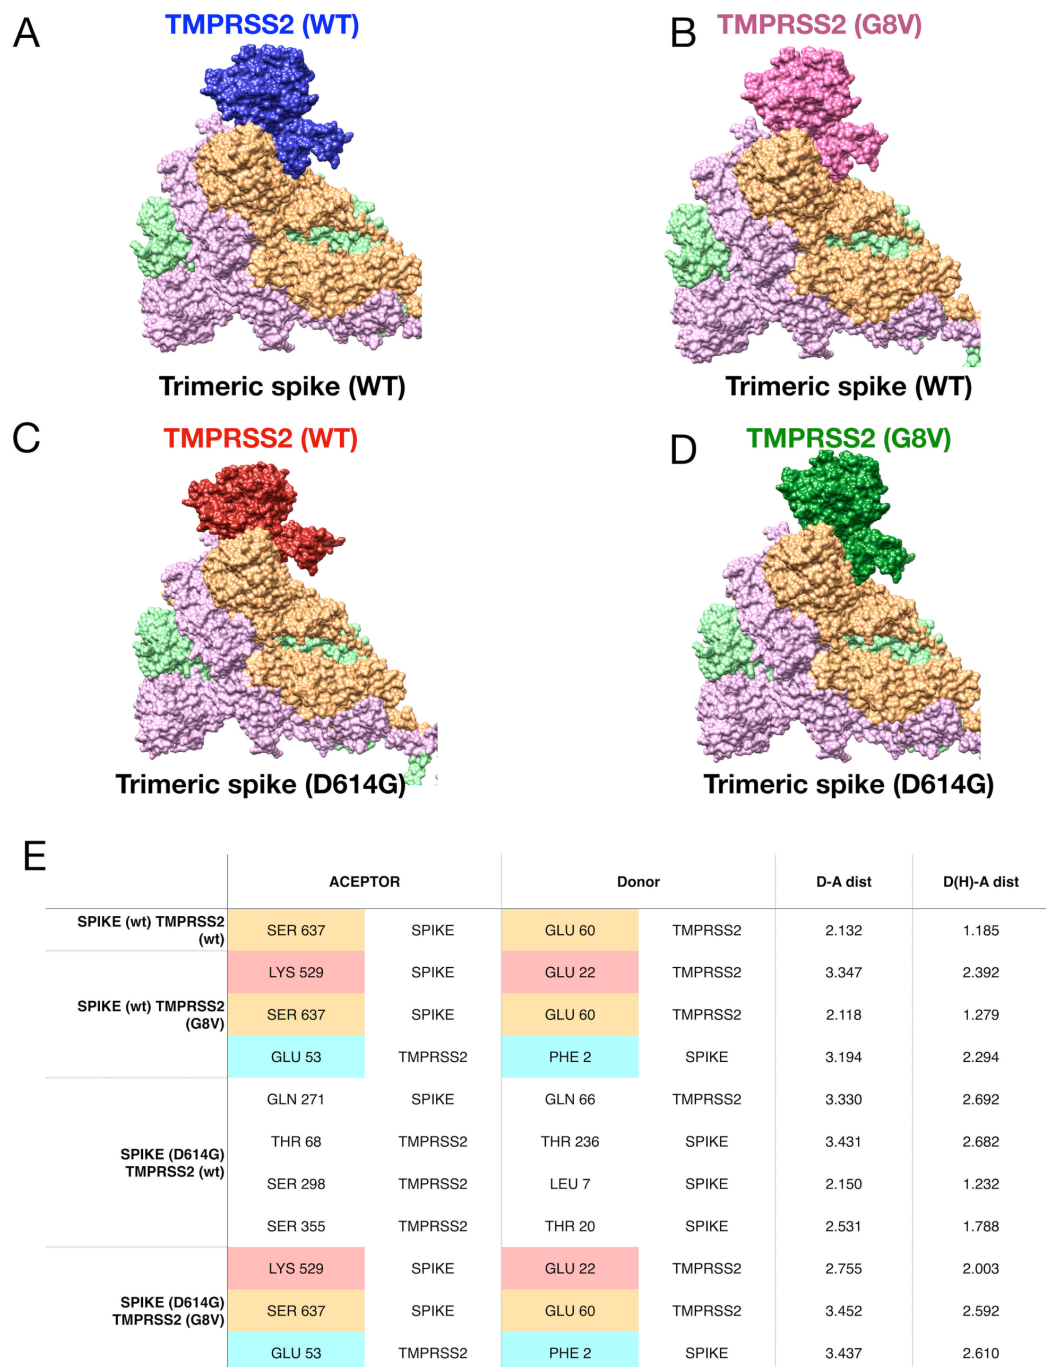 A
TMPRSS2 (WT)
Trimeric spike (WT)
B
TMPRSS2 (G8V)
Trimeric spike (WT)
C
TMPRSS2 (WT)
Trimeric spike (D614G)
D
TMPRSS2 (G8V)
Trimeric spike (D614G)
E
ACEPTOR Donor D-A dist D(H)-A dist
SPIKE (wt) TMPRSS2
(wt)
SER 637 SPIKE GLU 60 TMPRSS2 2.132 1.185
SPIKE (wt) TMPRSS2
(G8V)
LYS 529 SPIKE GLU 22 TMPRSS2 3.347 2.392
SER 637 SPIKE GLU 60 TMPRSS2 2.118 1.279
GLU 53 TMPRSS2 PHE 2 SPIKE 3.194 2.294
SPIKE (D614G)
TMPRSS2 (wt)
GLN 271 SPIKE GLN 66 TMPRSS2 3.330 2.692
THR 68 TMPRSS2 THR 236 SPIKE 3.431 2.682
SER 298 TMPRSS2 LEU 7 SPIKE 2.150 1.232
SER 355 TMPRSS2 THR 20 SPIKE 2.531 1.788
SPIKE (D614G)
TMPRSS2 (G8V)
LYS 529 SPIKE GLU 22 TMPRSS2 2.755 2.003
SER 637 SPIKE GLU 60 TMPRSS2 3.452 2.592
GLU 53 TMPRSS2 PHE 2 SPIKE 3.437 2.610